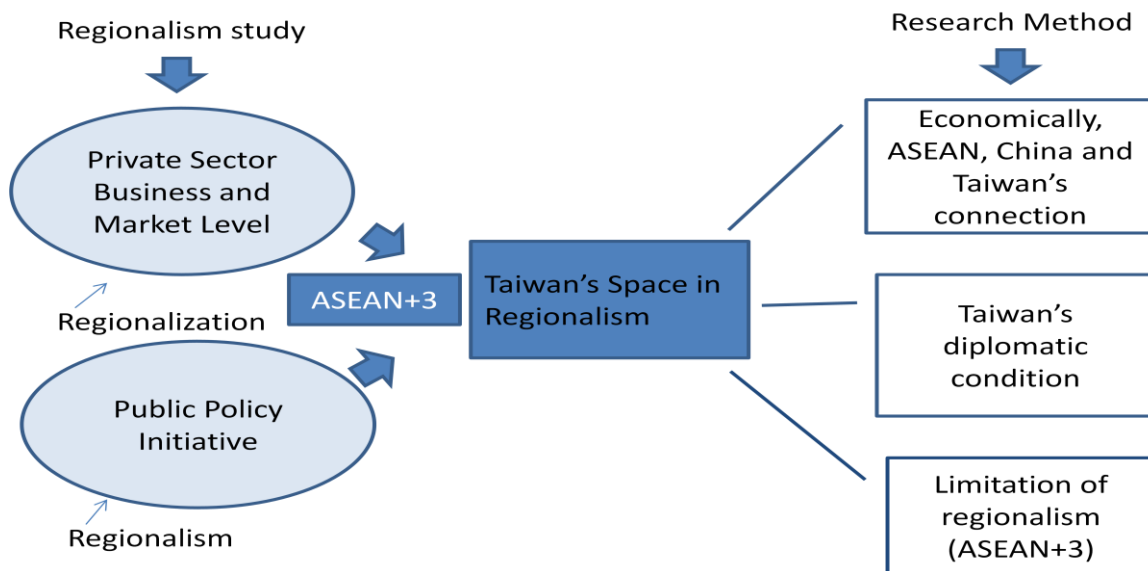 Regionalism study
Private Sector
Business and
Market Level
Regionalization
Public Policy
Initiative
Regionalism
ASEAN+3
Taiwan’s Space in
Regionalism
Research Method
Economically,
ASEAN, China and
Taiwan’s
connection
Taiwan’s
diplomatic
condition
Limitation of
regionalism
(ASEAN+3)